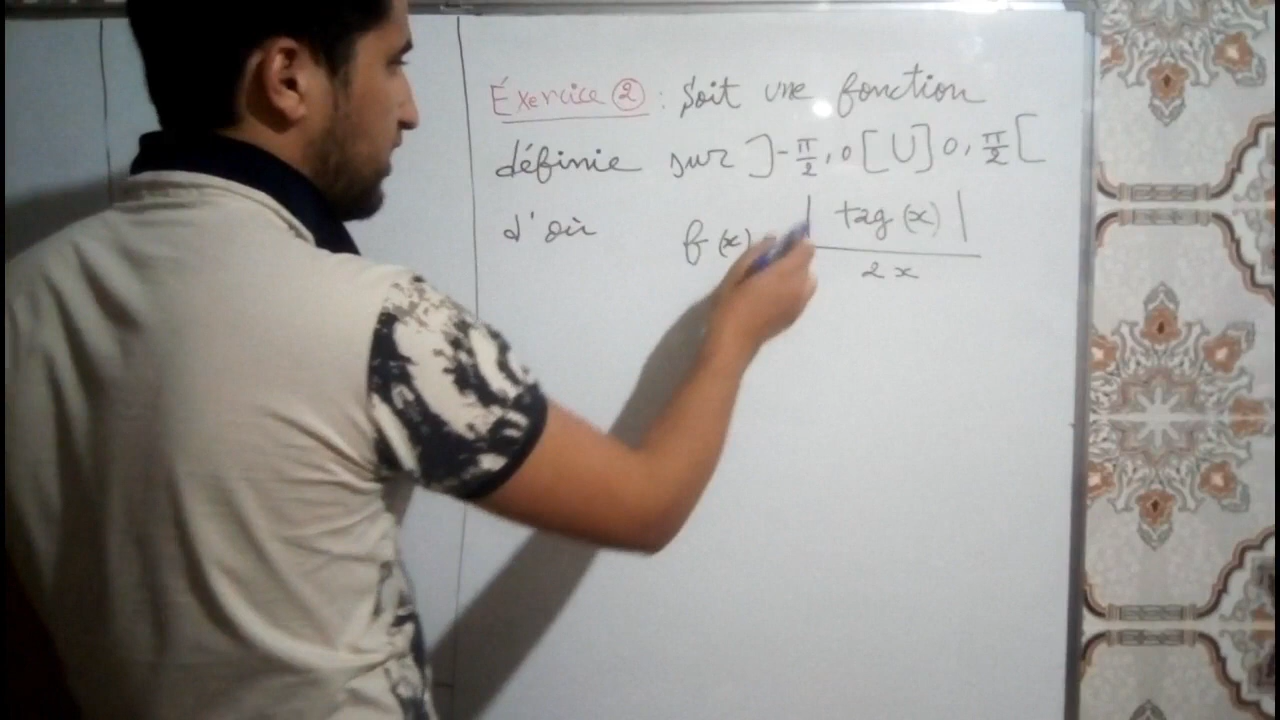 Éxercice 2 : Soit une fonction
définie sur ]-π/2, 0[ U ]0, π/2[
d'où f(x) |tag(x)| / 2x